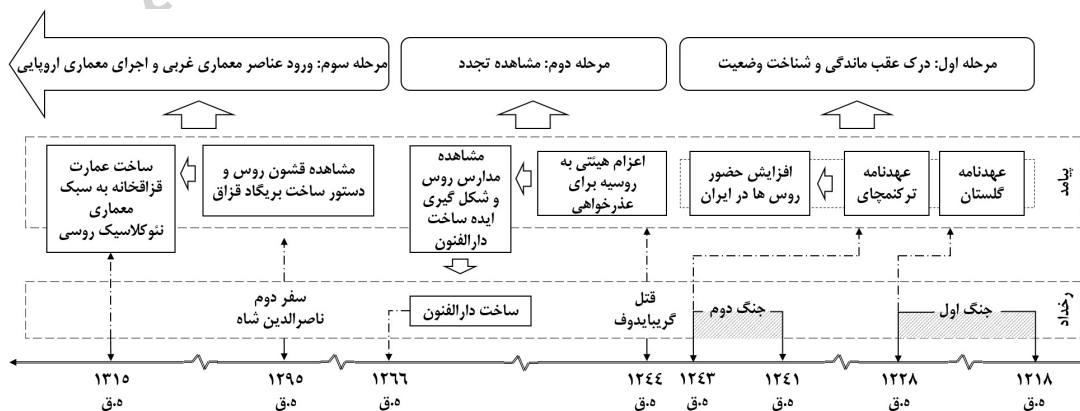 مرحله اول: درک عقب ماندگی و شناخت وضعیت
مرحله دوم: مشاهده تجدد
مرحله سوم: ورود عناصر معماری غربی و اجرای معماری اروپایی
پیامد
عهدنامه
گلستان
عهدنامه
ترکمنچای
افزایش حضور
روس ها در ایران
اعزام هیئتی به
روسیه برای
عذرخواهی
مشاهده
مدارس روس
و شکل گیری
ایده ساخت
دارالفنون
مشاهده قشون روس و
دستور ساخت بریگاد قزاق
ساخت عمارت
قزاقخانه به سبک
معماری
نئوکلاسیک روسی
رخداد
جنگ اول
جنگ دوم
قتل
گریبایدوف
ساخت دارالفنون
سفر دوم
ناصرالدین شاه
۱۲۱۸
ه.ق
۱۲۲۸
ه.ق
۱۲۴۱
ه.ق
۱۲۴۳
ه.ق
۱۲۴۴
ه.ق
۱۲۶۶
ه.ق
۱۲۹۵
ه.ق
۱۳۱۵
ه.ق